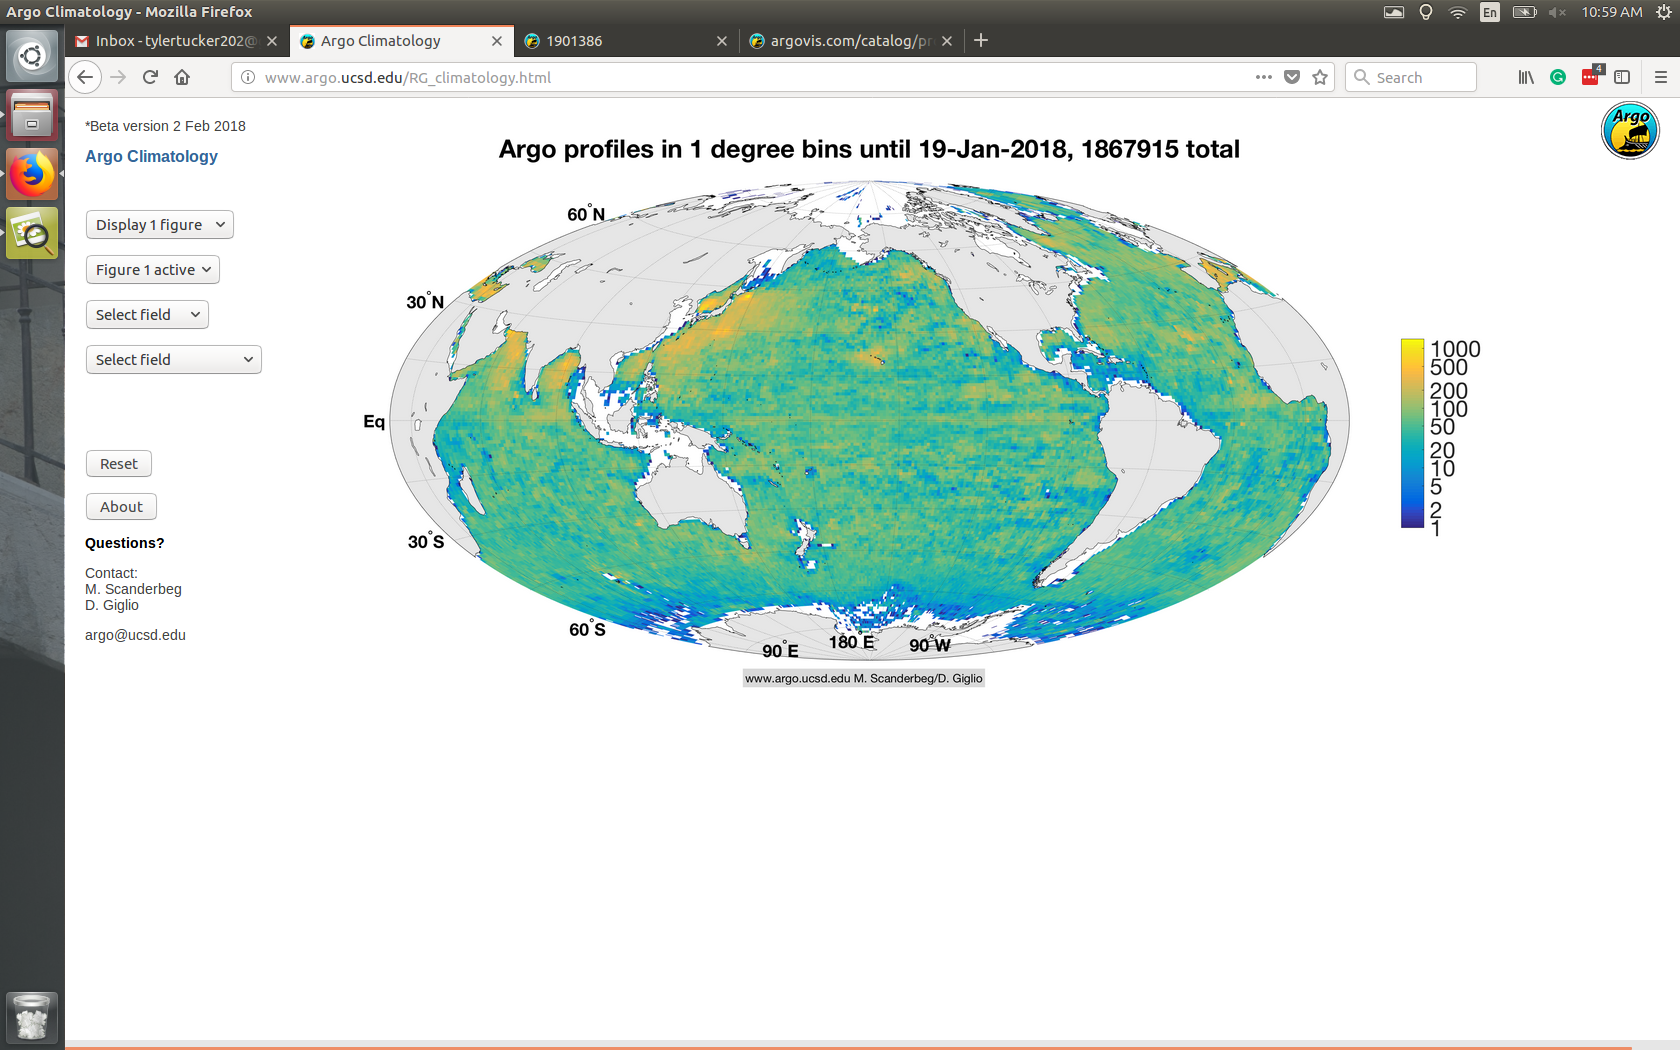 Argo Climatology - Mozilla Firefox
En
10:59 AM
Inbox - tylertucker202@
Argo Climatology
1901386
argovis.com/catalog/pr
www.argo.ucsd.edu/RG_climatology.html
Search
4
*Beta version 2 Feb 2018
Argo Climatology
Display 1 figure
Figure 1 active
Select field
Select field
Reset
About
Questions?
Contact:
M. Scanderbeg
D. Giglio
argo@ucsd.edu
Argo
Argo profiles in 1 degree bins until 19-Jan-2018, 1867915 total
60°N
30°N
Eq
30°S
60°S
90°E
180°E
90°W
1000
500
200
100
50
20
10
5
2
1
www.argo.ucsd.edu M. Scanderbeg/D. Giglio